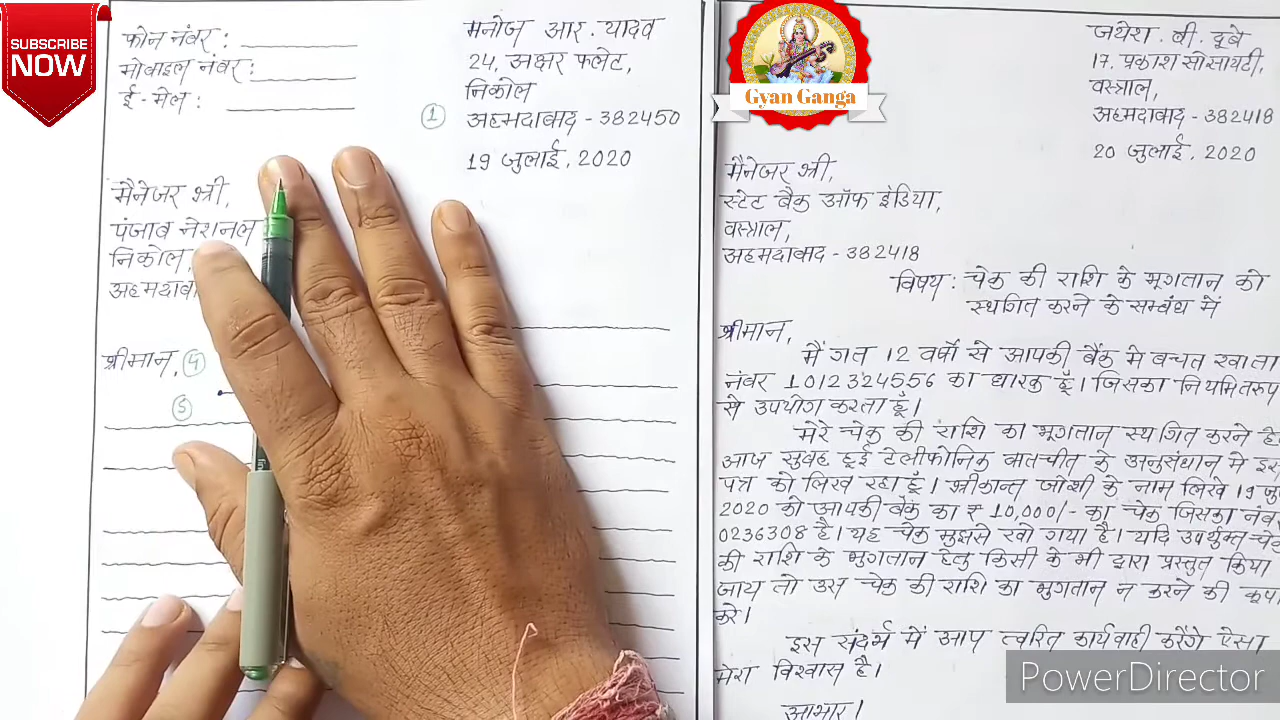 SUBSCRIBE
NOW
फोन नंबर :
मोबाइल नंबर :
ई - मेल :
मनोज आर. यादव
24, अक्षर फ्लेट,
निकोल
① अहमदाबाद - 382450
19 जुलाई, 2020
मैनेजर श्री,
पंजाब नेशनल
निकोल,
श्रीमान, ④
⑤
Gyan Ganga
17. प्रकाश सोसायटी,
वस्त्राल,
अहमदाबाद - 382418
20 जुलाई, 2020
मैनेजर श्री,
स्टेट बैंक ऑफ इंडिया,
वस्त्राल,
अहमदाबाद - 382418
विषय : चेक की राशि के भूगतान को
स्थगित करने के सम्बंध में
श्रीमान,
मैं गत 12 वर्षों से आपकी बैंक मे बचत खाता
नंबर 1012324556 का धारक हूँ। जिसका नियमितरुप
से उपयोग करता हूँ।
मेरे चेक की राशि का भूगतान स्थगित करने
आज सुबह हूई टेलीफोनिक बातचीत के अनुसंधान मे
पत्र को लिख रहा हूँ। श्रीकान्त जोशी के नाम लिखे 19
2020 को आपकी बैंक का ₹ 10,000/- का चेक जिसका
0236308 है। यह चेक मुझसे खो गया है। यदि उपर्युक्त
की राशि के भुगतान हेतु किसी के भी द्वारा प्रस्तुत किया
जाय तो उस चेक की राशि का भुगतान न करने की
करे।
इस संदर्भ में आप त्वरित कार्यवाही करेंगे ऐसा
मेरा विश्वास है।
आभार।
PowerDirector